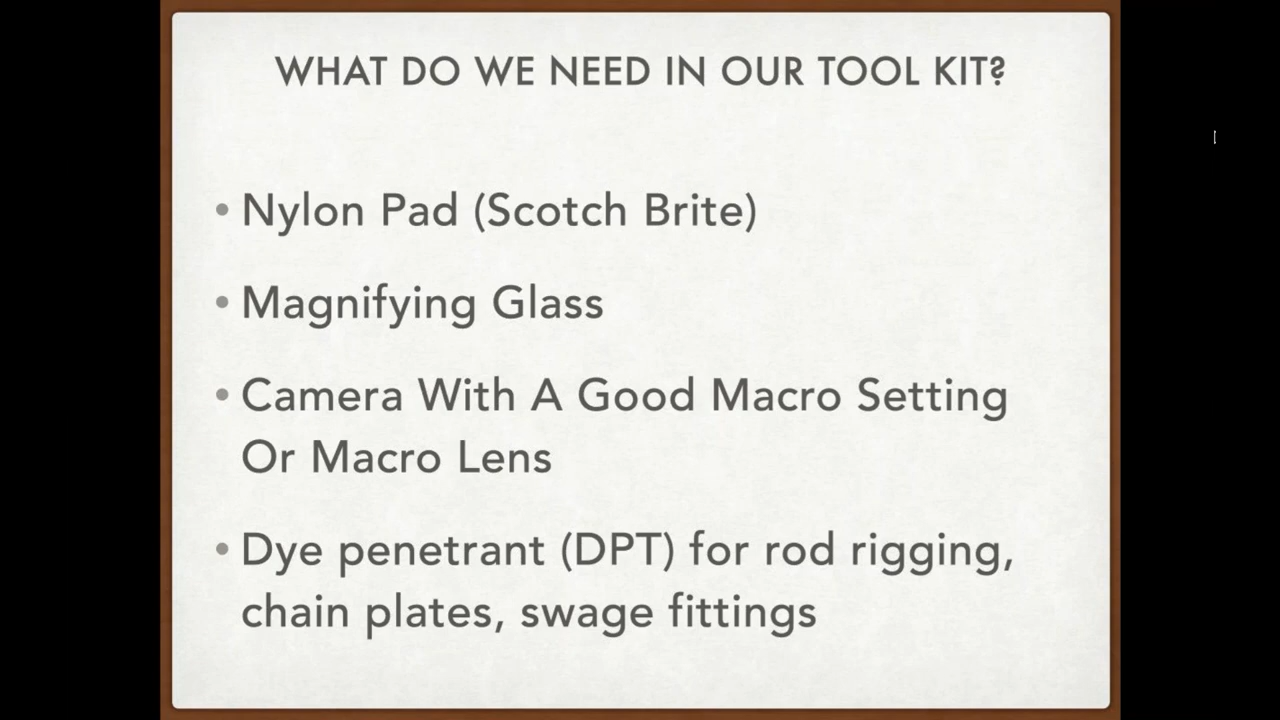 WHAT DO WE NEED IN OUR TOOL KIT?
• Nylon Pad (Scotch Brite)
• Magnifying Glass
• Camera With A Good Macro Setting
Or Macro Lens
• Dye penetrant (DPT) for rod rigging,
chain plates, swage fittings